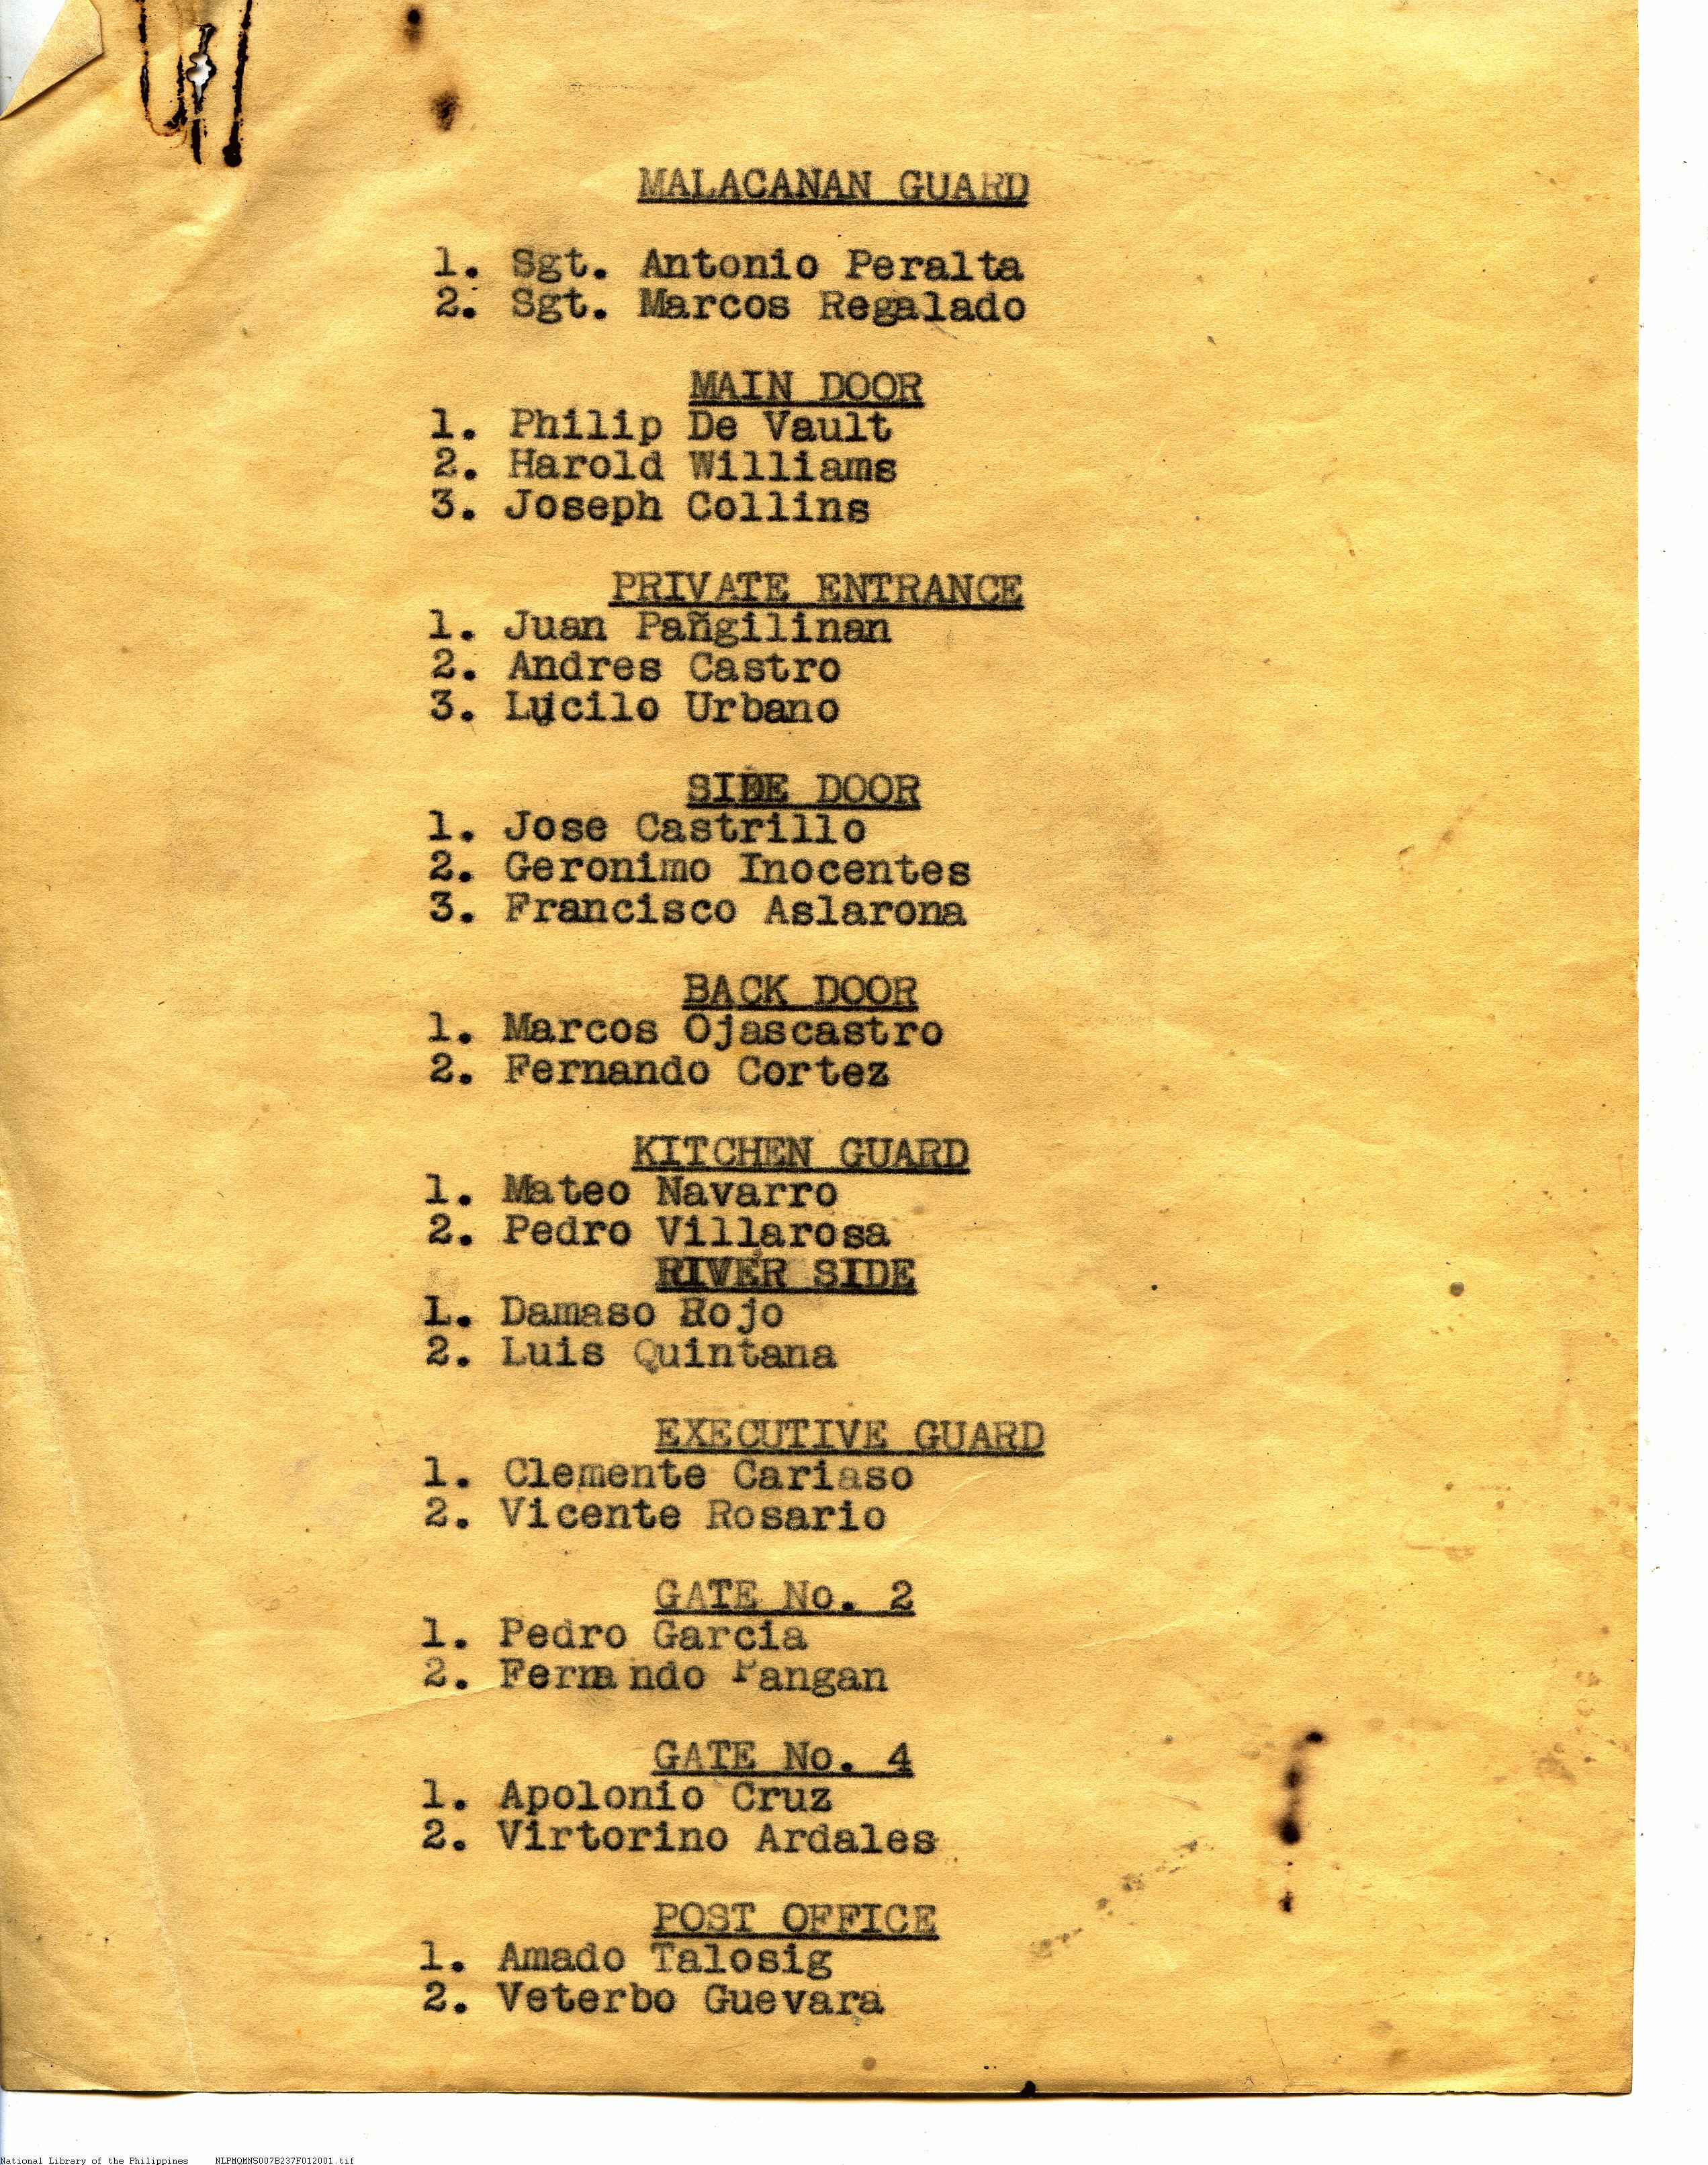 MALACAÑAN GUARD
1. Sgt. Antonio Peralta
2. Sgt. Marcos Regalado
MAIN DOOR
1. Philip De Vault
2. Harold Williams
3. Joseph Collins
PRIVATE ENTRANCE
1. Juan Pañgilinan
2. Andres Castro
3. Lucilo Urbano
SIDE DOOR
1. Jose Castrillo
2. Geronimo Inocentes
3. Francisco Aslarona
BACK DOOR
1. Marcos Ojascastro
2. Fernando Cortez
KITCHEN GUARD
1. Mateo Navarro
2. Pedro Villarosa
RIVER SIDE
1. Damaso Rojo
2. Luis Quintana
EXECUTIVE GUARD
1. Clemente Cariaso
2. Vicente Rosario
GATE No. 2
1. Pedro Garcia
2. Fernando Pangan
GATE No. 4
1. Apolonio Cruz
2. Virtorino Ardales
POST OFFICE
1. Amado Talosig
2. Veterbo Guevara
National Library of the Philippines NLPMQMNS007B237F012001.tif